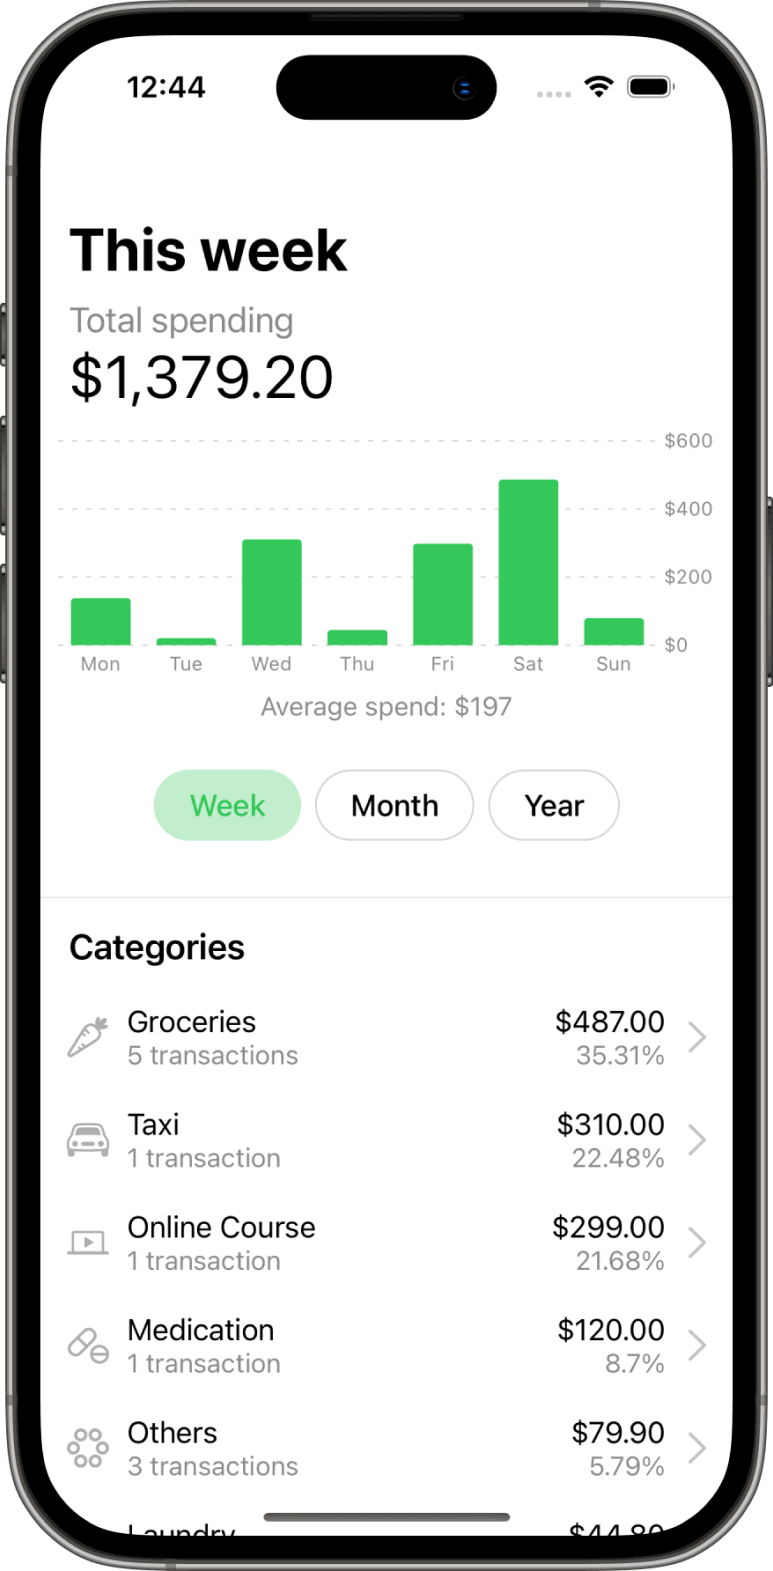 12:44
This week
Total spending
$1,379.20
$600
$400
$200
$0
Mon Tue Wed Thu Fri Sat Sun
Average spend: $197
Week Month Year
Categories
Groceries $487.00
5 transactions 35.31%
Taxi $310.00
1 transaction 22.48%
Online Course $299.00
1 transaction 21.68%
Medication $120.00
1 transaction 8.7%
Others $79.90
3 transactions 5.79%
Laundry $44.80